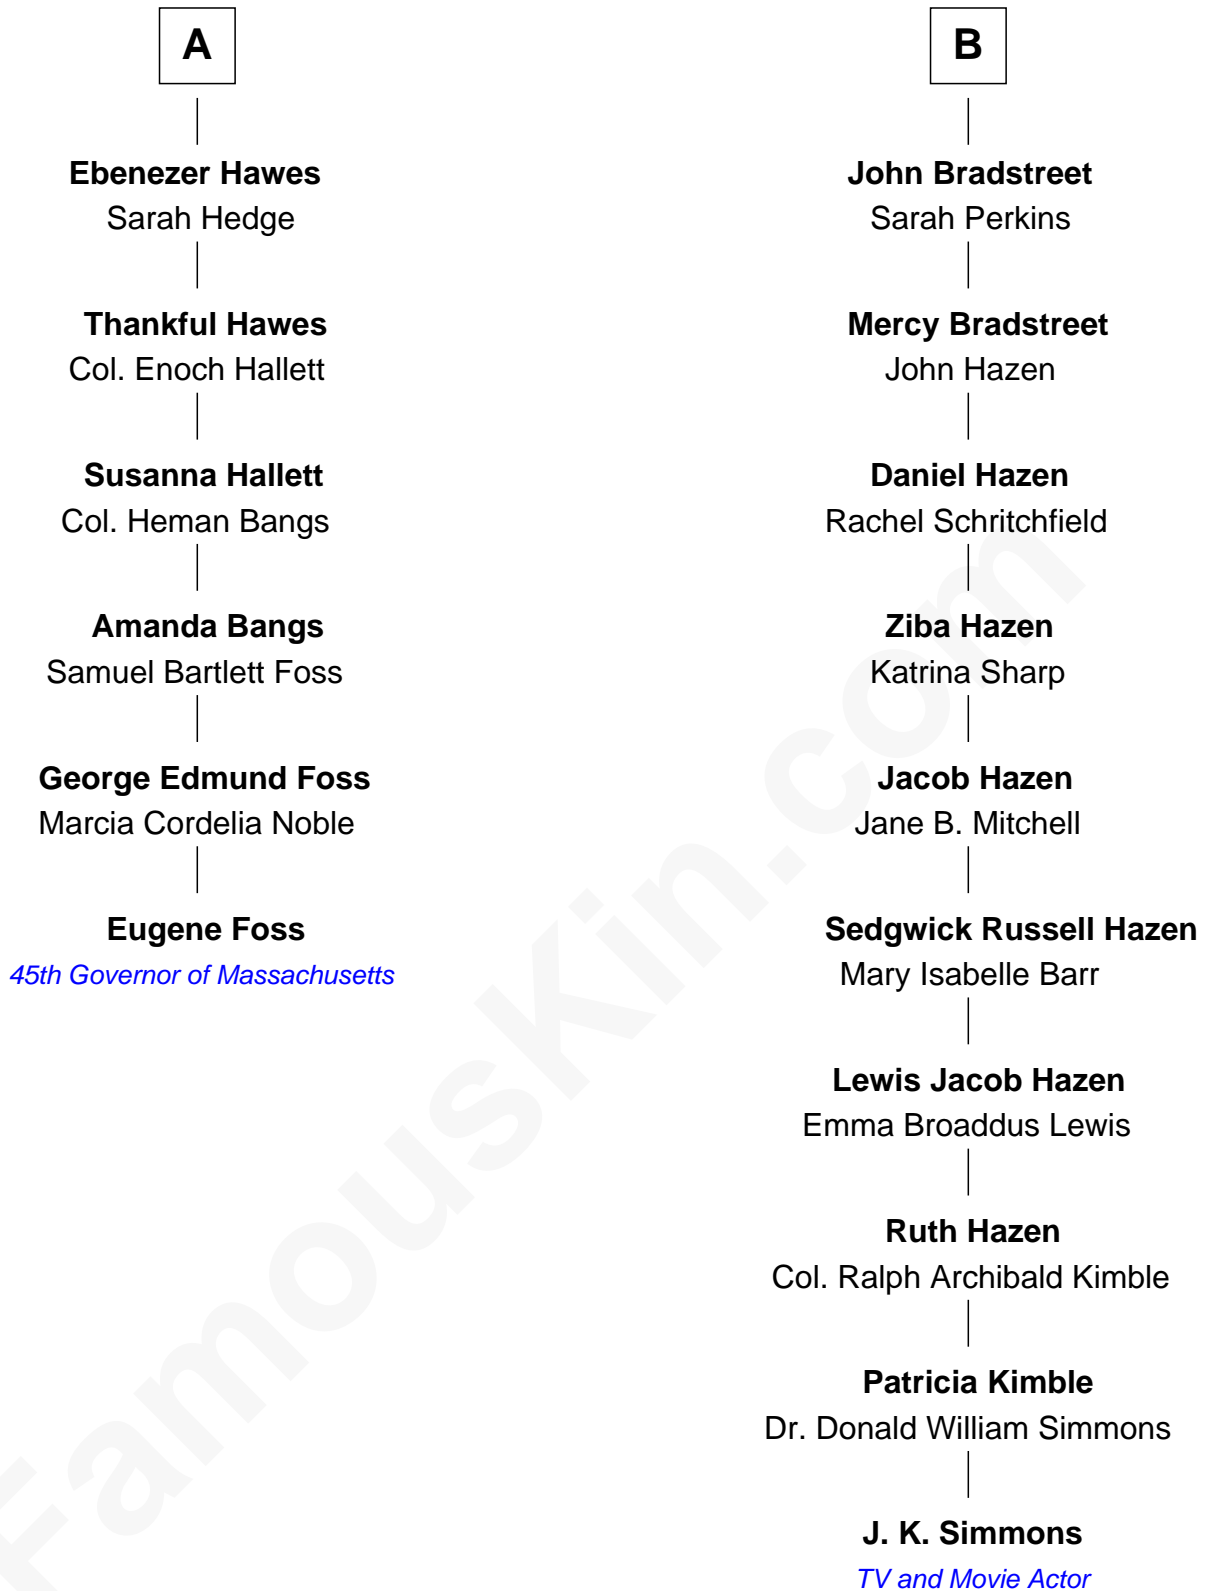 A
Ebenezer Hawes
Sarah Hedge
Thankful Hawes
Col. Enoch Hallett
Susanna Hallett
Col. Heman Bangs
Amanda Bangs
Samuel Bartlett Foss
George Edmund Foss
Marcia Cordelia Noble
Eugene Foss
45th Governor of Massachusetts
B
John Bradstreet
Sarah Perkins
Mercy Bradstreet
John Hazen
Daniel Hazen
Rachel Schritchfield
Ziba Hazen
Katrina Sharp
Jacob Hazen
Jane B. Mitchell
Sedgwick Russell Hazen
Mary Isabelle Barr
Lewis Jacob Hazen
Emma Broaddus Lewis
Ruth Hazen
Col. Ralph Archibald Kimble
Patricia Kimble
Dr. Donald William Simmons
J. K. Simmons
TV and Movie Actor
FamousKin.com